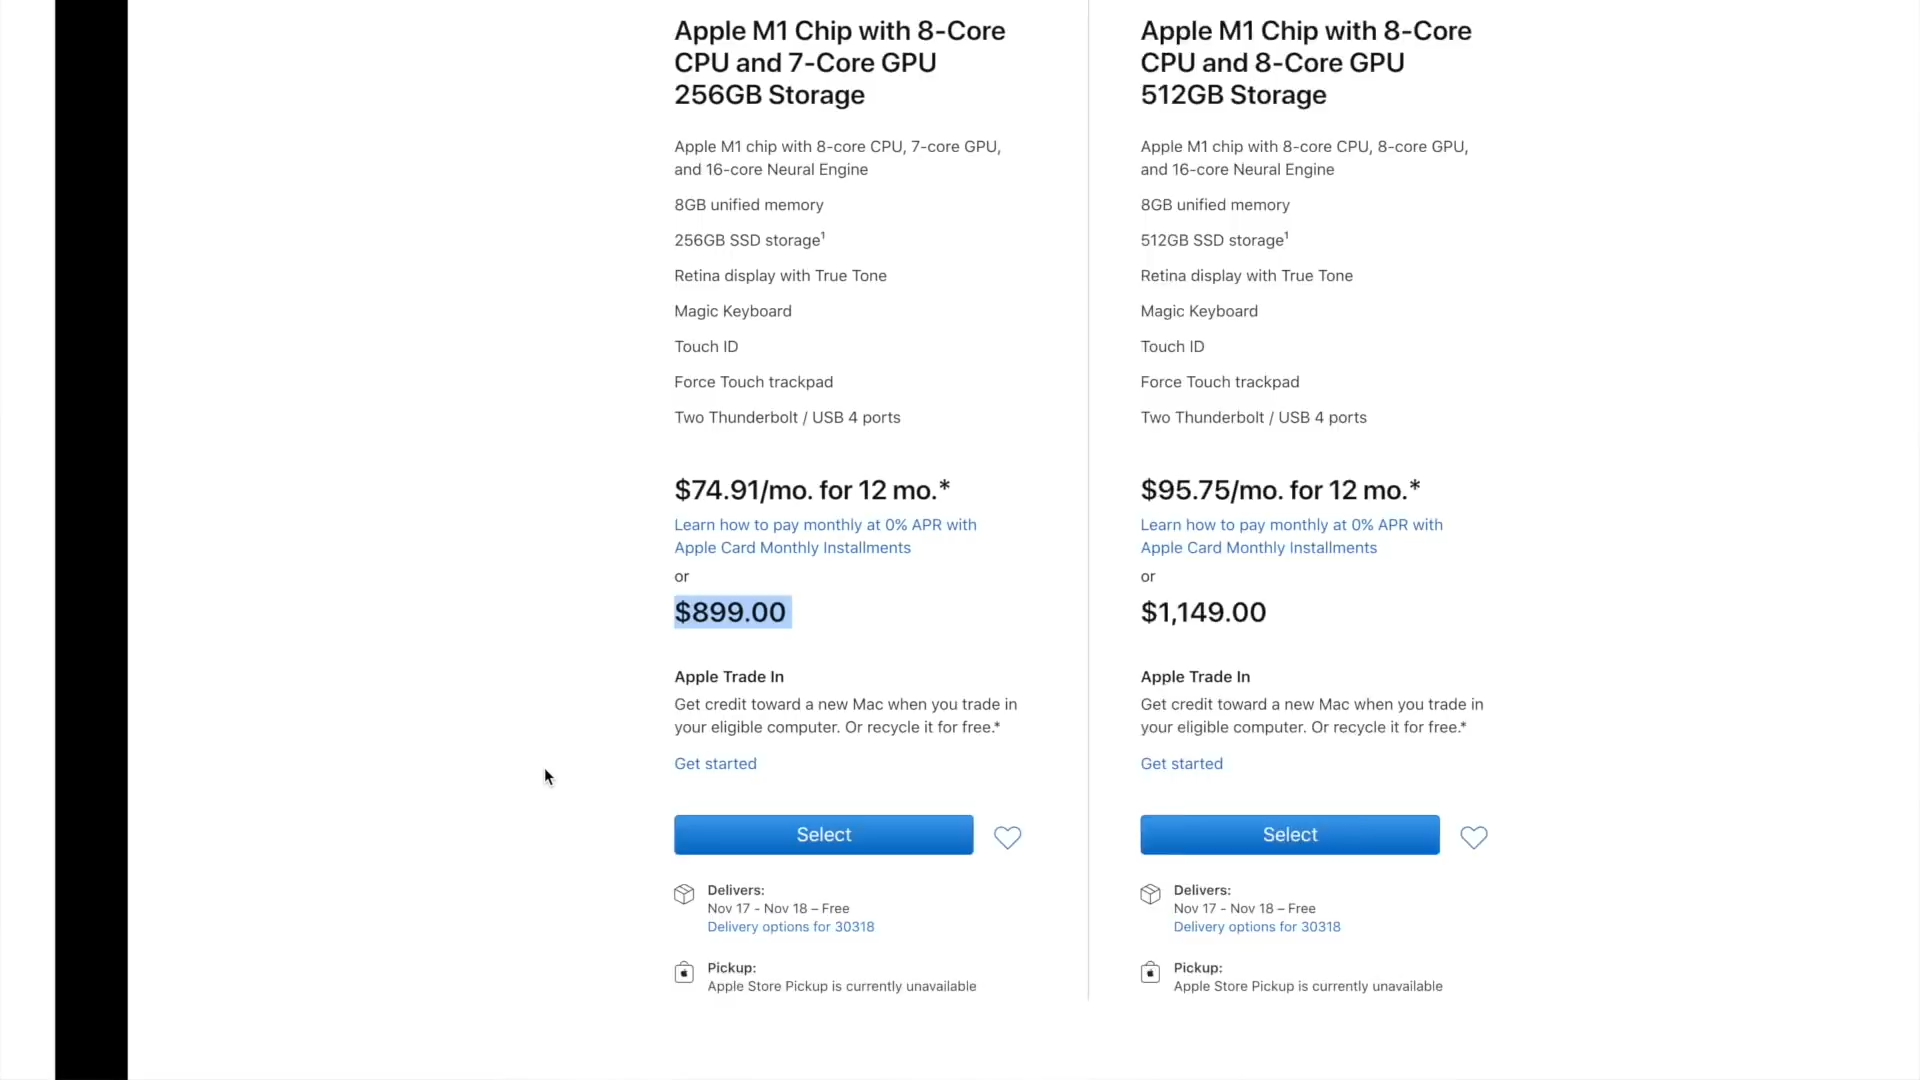 Apple M1 Chip with 8-Core
CPU and 7-Core GPU
256GB Storage
Apple M1 chip with 8-core CPU, 7-core GPU,
and 16-core Neural Engine
8GB unified memory
256GB SSD storage¹
Retina display with True Tone
Magic Keyboard
Touch ID
Force Touch trackpad
Two Thunderbolt / USB 4 ports
$74.91/mo. for 12 mo.*
Learn how to pay monthly at 0% APR with
Apple Card Monthly Installments
or
$899.00
Apple Trade In
Get credit toward a new Mac when you trade in
your eligible computer. Or recycle it for free.*
Get started
Select
Delivers:
Nov 17 - Nov 18 – Free
Delivery options for 30318
Pickup:
Apple Store Pickup is currently unavailable
Apple M1 Chip with 8-Core
CPU and 8-Core GPU
512GB Storage
Apple M1 chip with 8-core CPU, 8-core GPU,
and 16-core Neural Engine
8GB unified memory
512GB SSD storage¹
Retina display with True Tone
Magic Keyboard
Touch ID
Force Touch trackpad
Two Thunderbolt / USB 4 ports
$95.75/mo. for 12 mo.*
Learn how to pay monthly at 0% APR with
Apple Card Monthly Installments
or
$1,149.00
Apple Trade In
Get credit toward a new Mac when you trade in
your eligible computer. Or recycle it for free.*
Get started
Select
Delivers:
Nov 17 - Nov 18 – Free
Delivery options for 30318
Pickup:
Apple Store Pickup is currently unavailable